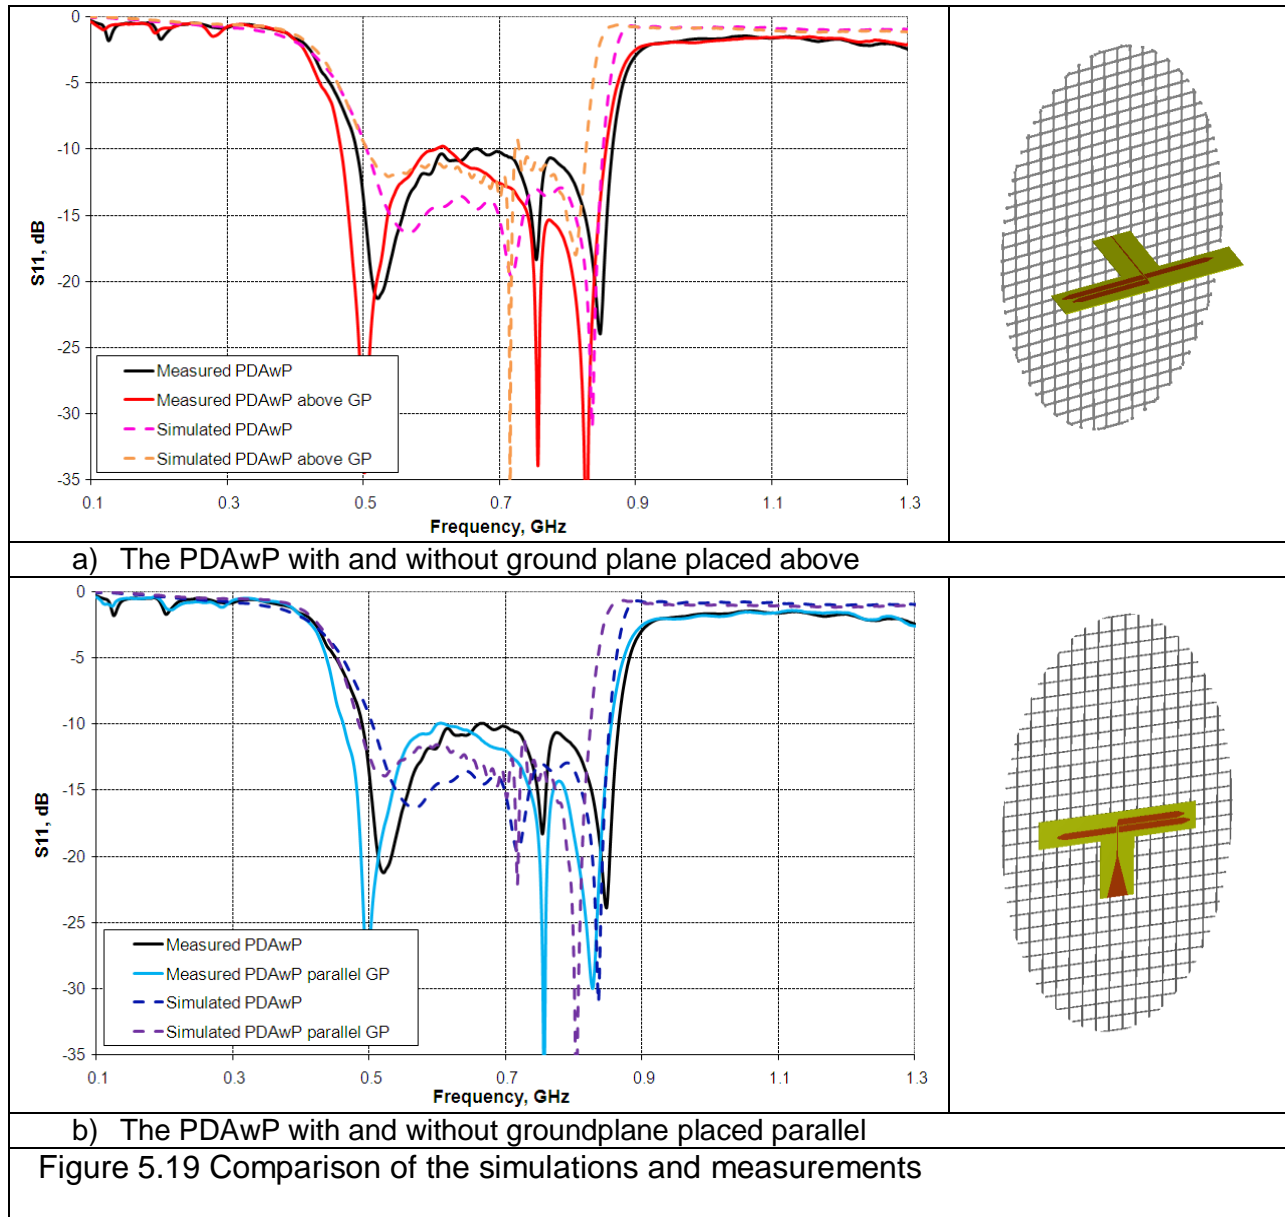 0
-5
-10
-15
-20
-25
-30
-35
S11, dB
Measured PDAwP
Measured PDAwP above GP
Simulated PDAwP
Simulated PDAwP above GP
0.1 0.3 0.5 0.7 0.9 1.1 1.3
Frequency, GHz
a) The PDAwP with and without ground plane placed above
0
-5
-10
-15
-20
-25
-30
-35
S11, dB
Measured PDAwP
Measured PDAwP parallel GP
Simulated PDAwP
Simulated PDAwP parallel GP
0.1 0.3 0.5 0.7 0.9 1.1 1.3
Frequency, GHz
b) The PDAwP with and without groundplane placed parallel
Figure 5.19 Comparison of the simulations and measurements